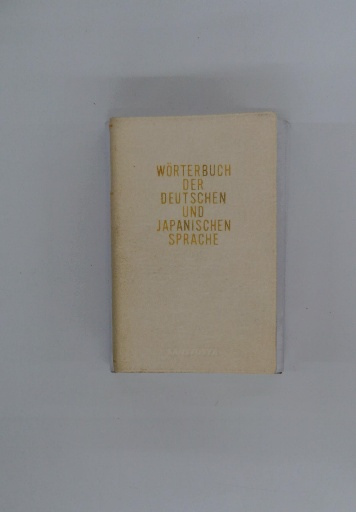 WÖRTERBUCH
DER
DEUTSCHEN
UND
JAPANISCHEN
SPRACHE